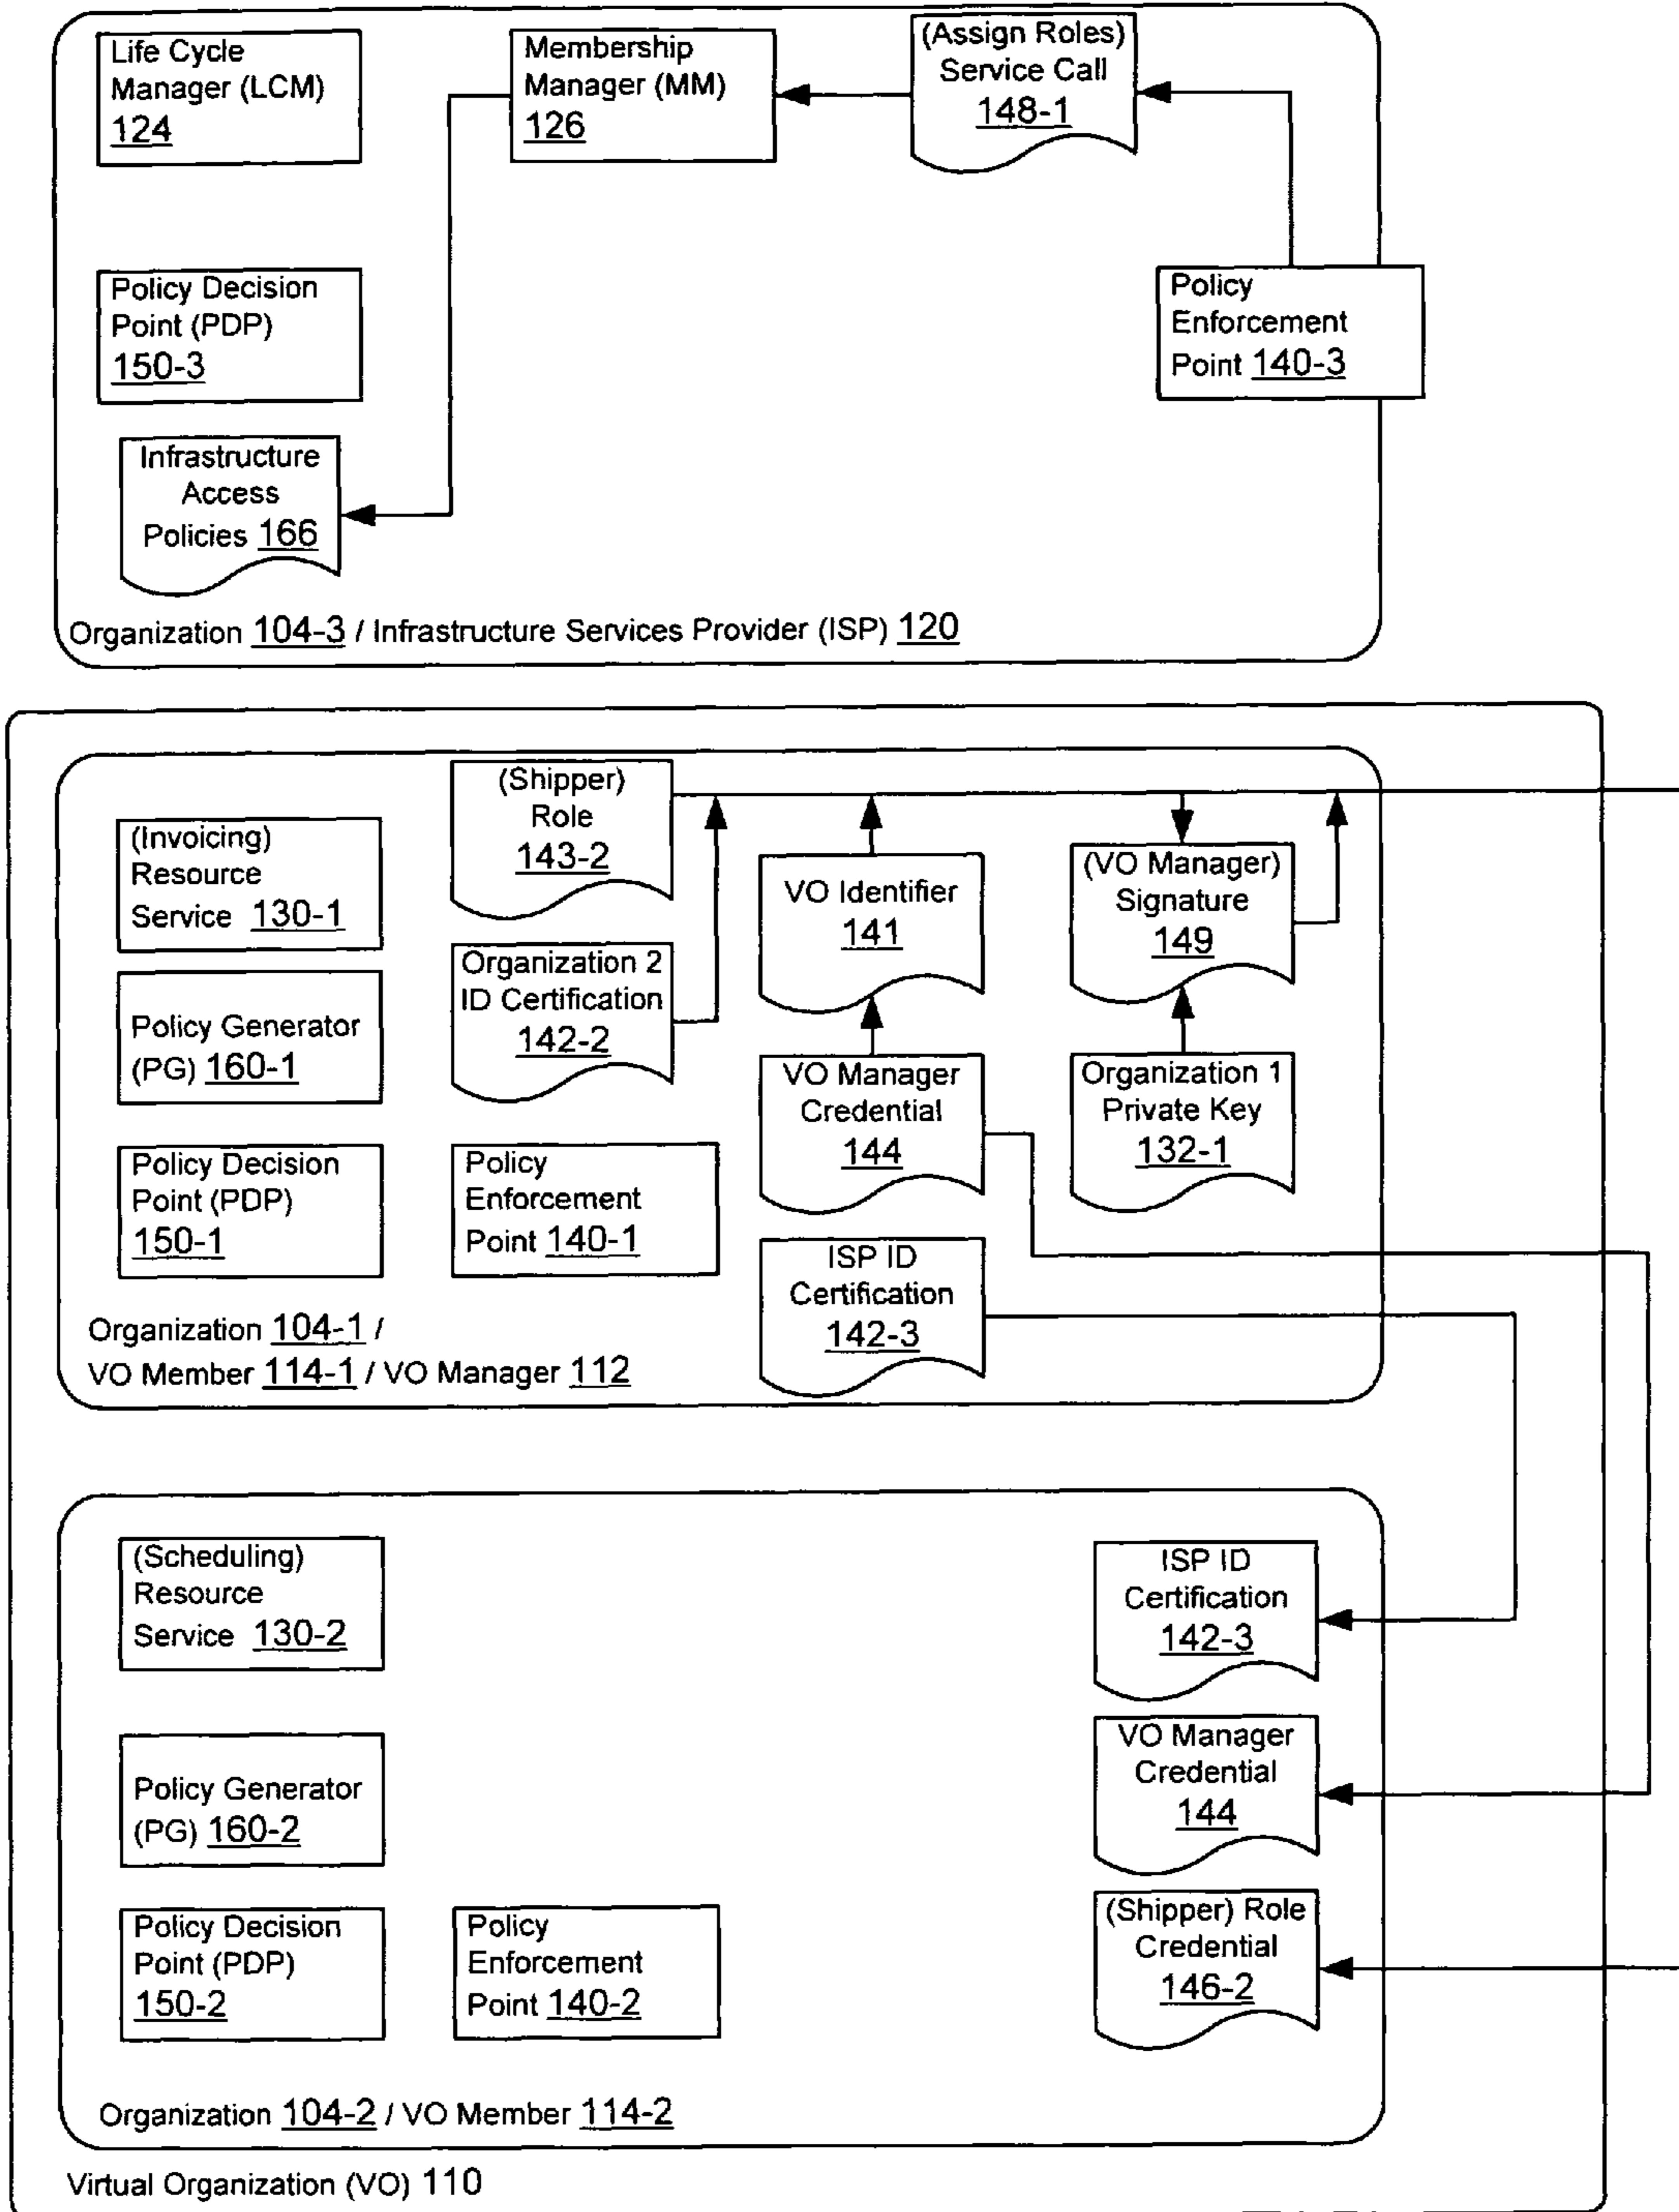 Life Cycle
Manager (LCM)
124
Membership
Manager (MM)
126
(Assign Roles)
Service Call
148-1
Policy Decision
Point (PDP)
150-3
Policy
Enforcement
Point 140-3
Infrastructure
Access
Policies 166
Organization 104-3 / Infrastructure Services Provider (ISP) 120
(Invoicing)
Resource
Service 130-1
(Shipper)
Role
143-2
VO Identifier
141
(VO Manager)
Signature
149
Policy Generator
(PG) 160-1
Organization 2
ID Certification
142-2
VO Manager
Credential
144
Organization 1
Private Key
132-1
Policy Decision
Point (PDP)
150-1
Policy
Enforcement
Point 140-1
ISP ID
Certification
142-3
Organization 104-1 /
VO Member 114-1 / VO Manager 112
(Scheduling)
Resource
Service 130-2
ISP ID
Certification
142-3
Policy Generator
(PG) 160-2
VO Manager
Credential
144
Policy Decision
Point (PDP)
150-2
Policy
Enforcement
Point 140-2
(Shipper) Role
Credential
146-2
Organization 104-2 / VO Member 114-2
Virtual Organization (VO) 110